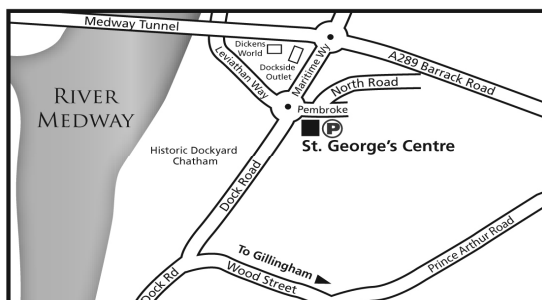 Medway Tunnel
Dickens
World
Dockside
Outlet
Maritime Wy
Leviathan Way
A289 Barrack Road
North Road
Pembroke
P
St. George's Centre
RIVER
MEDWAY
Historic Dockyard
Chatham
Dock Road
To Gillingham
Wood Street
Prince Arthur Road
Dock Rd